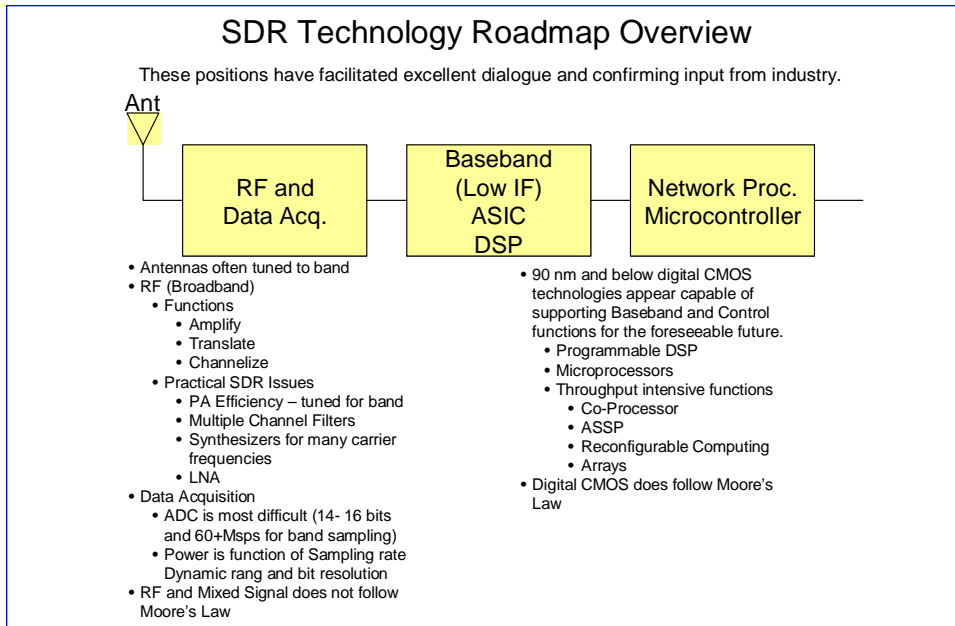 SDR Technology Roadmap Overview
These positions have facilitated excellent dialogue and confirming input from industry.
Ant
RF and
Data Acq.
Baseband
(Low IF)
ASIC
DSP
Network Proc.
Microcontroller
• Antennas often tuned to band
• RF (Broadband)
• Functions
• Amplify
• Translate
• Channelize
• Practical SDR Issues
• PA Efficiency – tuned for band
• Multiple Channel Filters
• Synthesizers for many carrier
frequencies
• LNA
• Data Acquisition
• ADC is most difficult (14- 16 bits
and 60+Msps for band sampling)
• Power is function of Sampling rate
Dynamic rang and bit resolution
• RF and Mixed Signal does not follow
Moore's Law
• 90 nm and below digital CMOS
technologies appear capable of
supporting Baseband and Control
functions for the foreseeable future.
• Programmable DSP
• Microprocessors
• Throughput intensive functions
• Co-Processor
• ASSP
• Reconfigurable Computing
• Arrays
• Digital CMOS does follow Moore's
Law